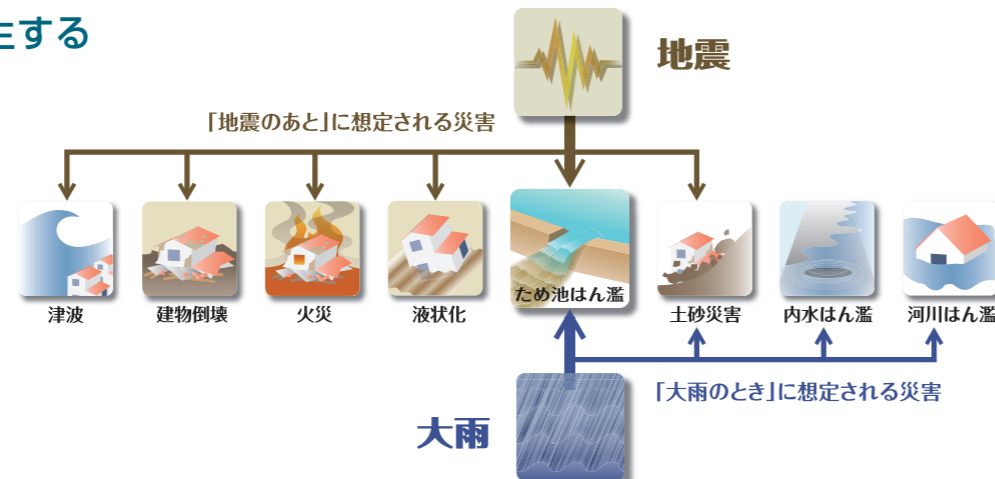 生する
地震
「地震のあと」に想定される災害
津波
建物倒壊
火災
液状化
ため池はん濫
土砂災害
内水はん濫
河川はん濫
「大雨のとき」に想定される災害
大雨